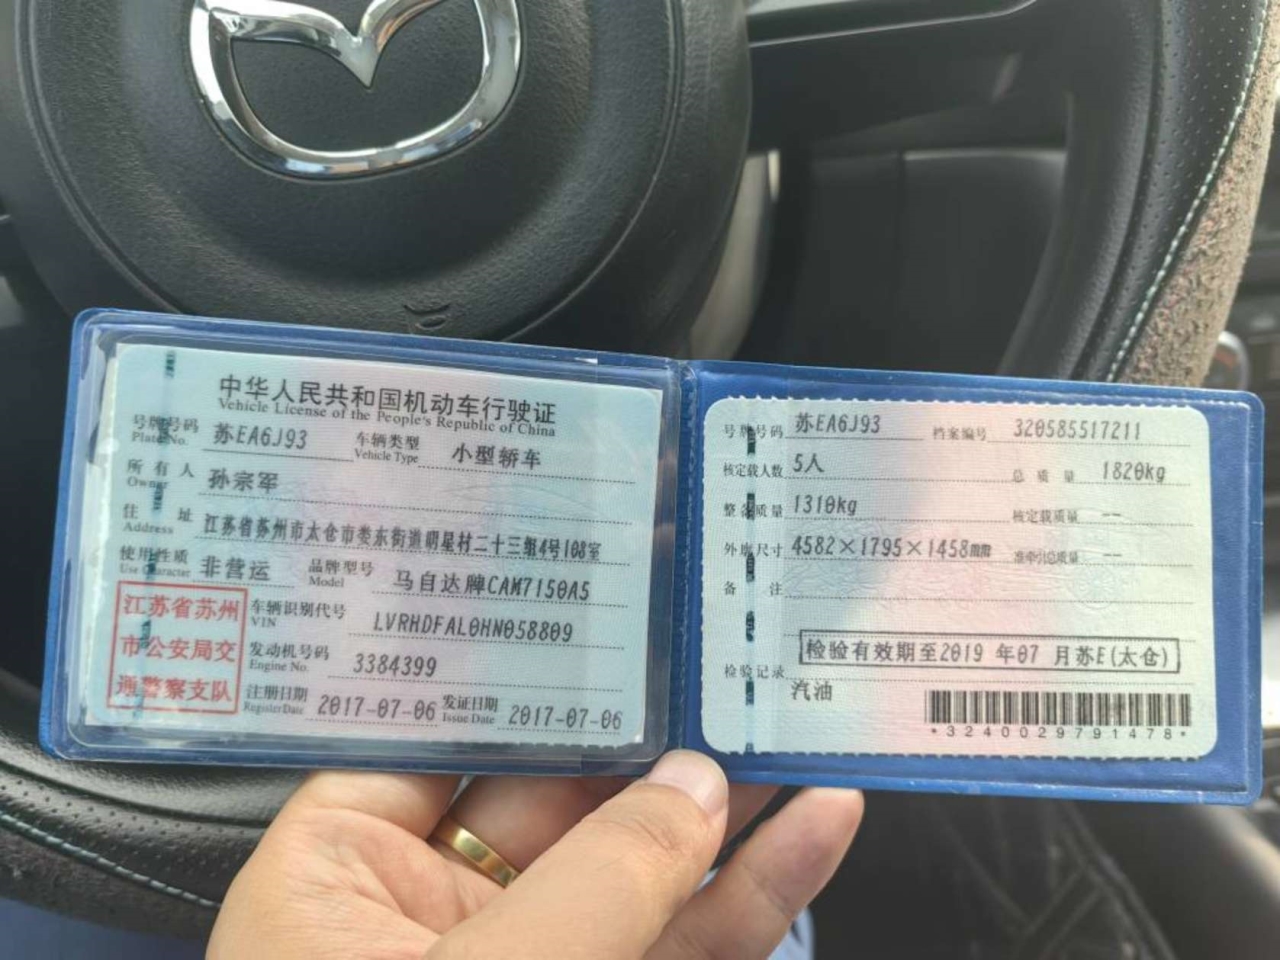 中华人民共和国机动车行驶证
Vehicle License of the People's Republic of China
号牌号码 苏EA6J93 车辆类型 小型轿车
Plate No. Vehicle Type
所有人 孙宗军
Owner
住址 江苏省苏州市太仓市娄东街道明星村二十三组4号108室
Address
使用性质 非营运 品牌型号 马自达牌CAM7150A5
Use Character Model
江苏省苏州
市公安局交
通警察支队
车辆识别代号 LVRHDFAL0HN058809
VIN
发动机号码 3384399
Engine No.
注册日期 2017-07-06 发证日期 2017-07-06
Register Date Issue Date
号牌号码 苏EA6J93 档案编号 320585517211
核定载人数 5人 总质量 1820kg
整备质量 1310kg 核定载质量 --
外廓尺寸 4582×1795×1458mm 准牵引总质量 --
备注
检验有效期至2019 年07 月苏E(太仓)
检验记录
汽油
*3240029791478*